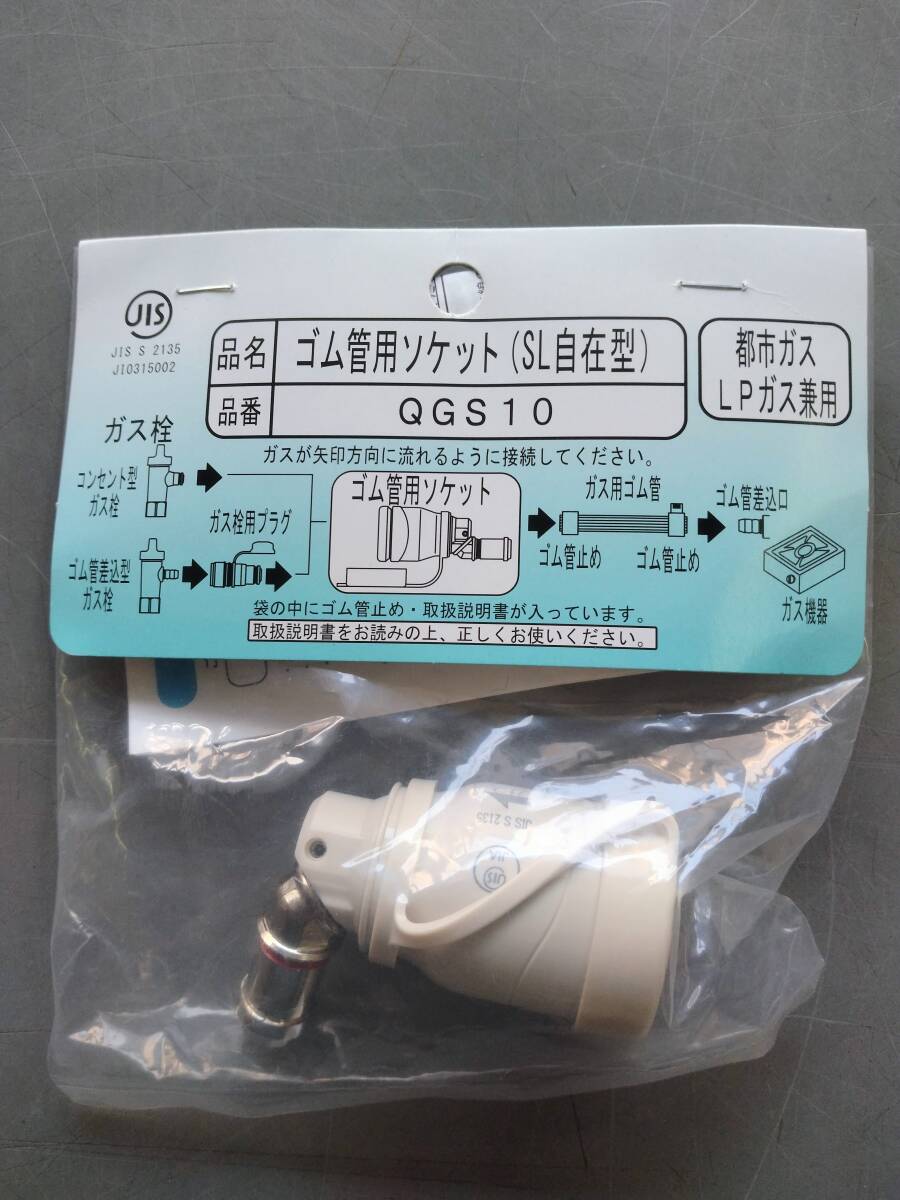 JIS
JIS S 2135
JI0315002
品名
ゴム管用ソケット(SL自在型)
品番
QGS10
都市ガス
LPガス兼用
ガス栓
ガスが矢印方向に流れるように接続してください。
コンセント型
ガス栓
ガス栓用プラグ
ゴム管用ソケット
ガス用ゴム管
ゴム管差込口
ゴム管止め
ゴム管止め
ゴム管差込型
ガス栓
ガス機器
袋の中にゴム管止め・取扱説明書が入っています。
取扱説明書をお読みの上、正しくお使いください。
JIS S 2135
JIA
JIS